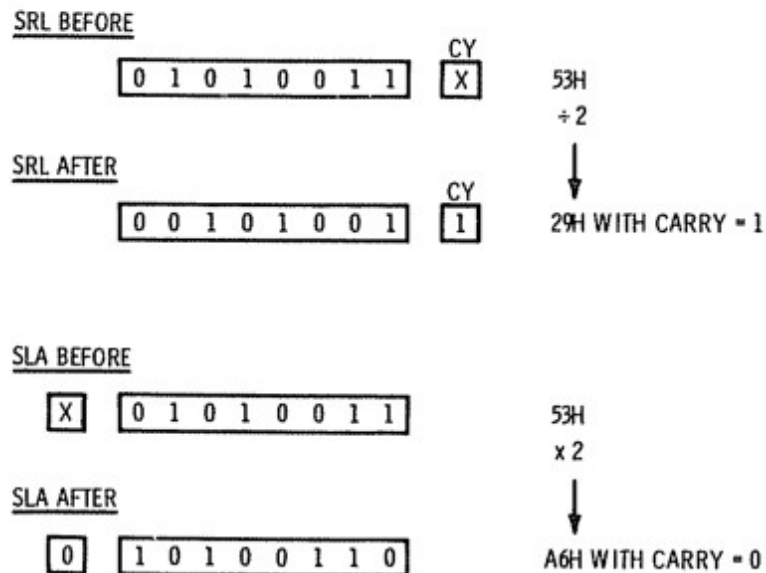 SRL BEFORE
CY
0 1 0 1 0 0 1 1 X 53H
÷ 2
SRL AFTER
CY
0 0 1 0 1 0 0 1 1 29H WITH CARRY = 1
SLA BEFORE
X 0 1 0 1 0 0 1 1 53H
x 2
SLA AFTER
0 1 0 1 0 0 1 1 0 A6H WITH CARRY = 0